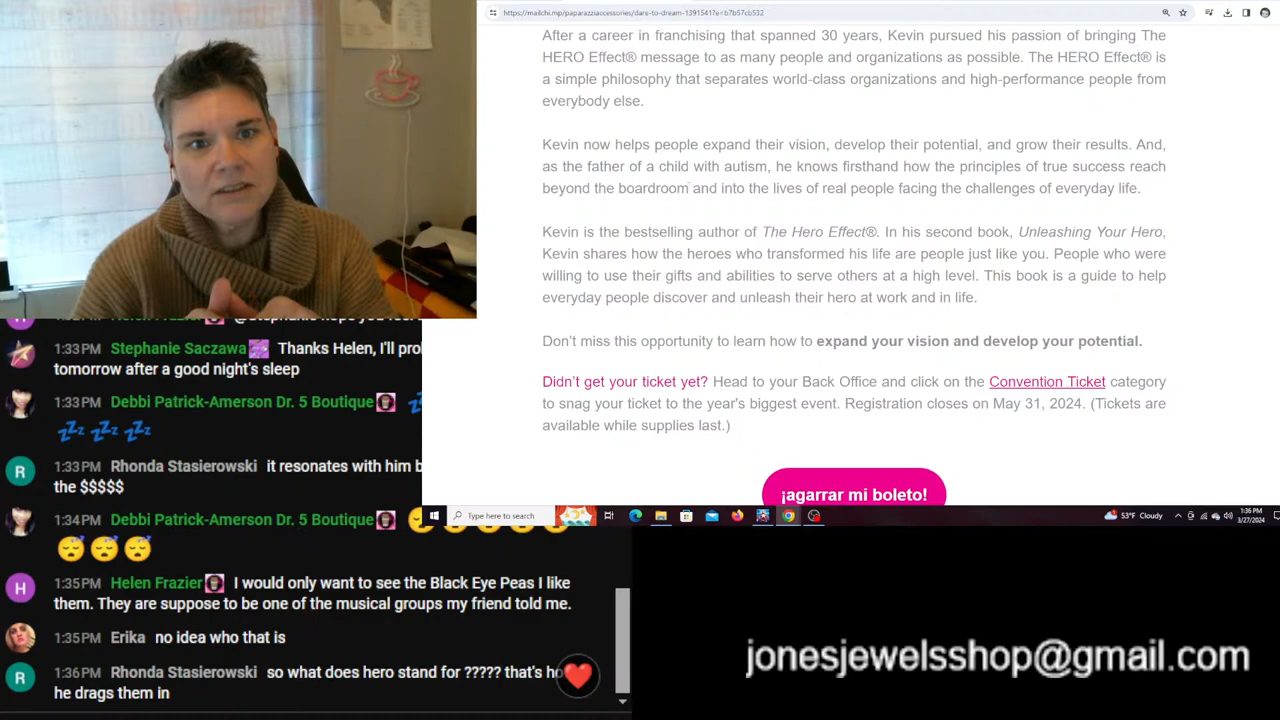 https://mailchi.mp/paparazziaccessories/dare-to-dream-13915417e=b7b57cb532
After a career in franchising that spanned 30 years, Kevin pursued his passion of bringing The
HERO Effect® message to as many people and organizations as possible. The HERO Effect® is
a simple philosophy that separates world-class organizations and high-performance people from
everybody else.
Kevin now helps people expand their vision, develop their potential, and grow their results. And,
as the father of a child with autism, he knows firsthand how the principles of true success reach
beyond the boardroom and into the lives of real people facing the challenges of everyday life.
Kevin is the bestselling author of The Hero Effect®. In his second book, Unleashing Your Hero,
Kevin shares how the heroes who transformed his life are people just like you. People who were
willing to use their gifts and abilities to serve others at a high level. This book is a guide to help
everyday people discover and unleash their hero at work and in life.
Don't miss this opportunity to learn how to expand your vision and develop your potential.
Didn't get your ticket yet? Head to your Back Office and click on the Convention Ticket category
to snag your ticket to the year's biggest event. Registration closes on May 31, 2024. (Tickets are
available while supplies last.)
¡agarrar mi boleto!
Type here to search
53°F Cloudy
1:36 PM
3/27/2024
H
1:33PM Stephanie Saczawa Thanks Helen, I'll
tomorrow after a good night's sleep
1:33PM Debbi Patrick-Amerson Dr. 5 Boutique
R 1:33PM Rhonda Stasierowski it resonates with him
the $$$$$
1:34PM Debbi Patrick-Amerson Dr. 5 Boutique
H 1:35PM Helen Frazier I would only want to see the Black Eye Peas I like
them. They are suppose to be one of the musical groups my friend told me.
1:35PM Erika no idea who that is
R 1:36PM Rhonda Stasierowski so what does hero stand for ????? that's
he drags them in
jonesjewelsshop@gmail.com